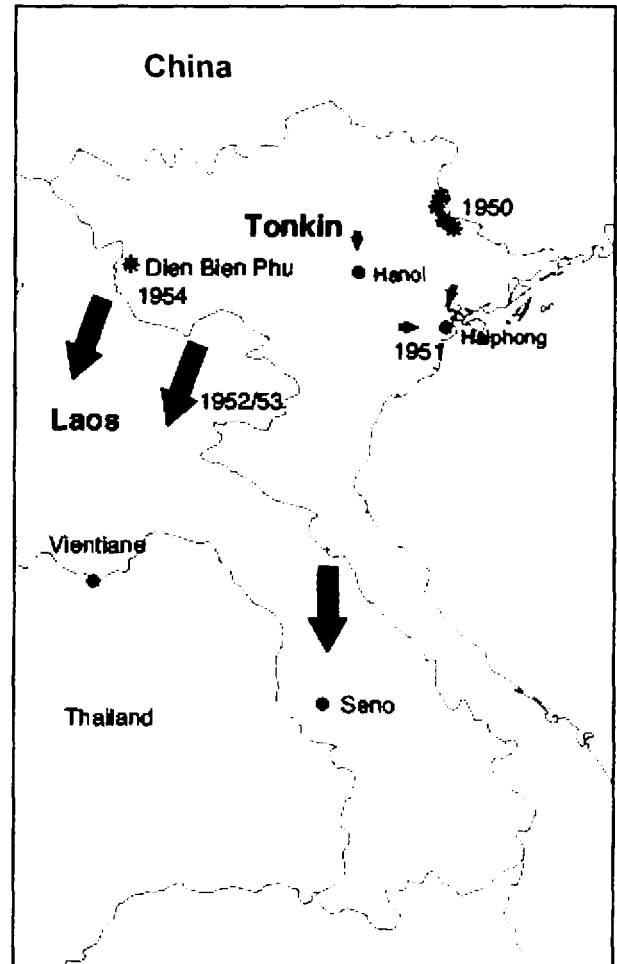 China
1950
Tonkin
Hanoi
Dien Bien Phu
1954
Haiphong
1951
1952/53
Laos
Vientiane
Seno
Thailand